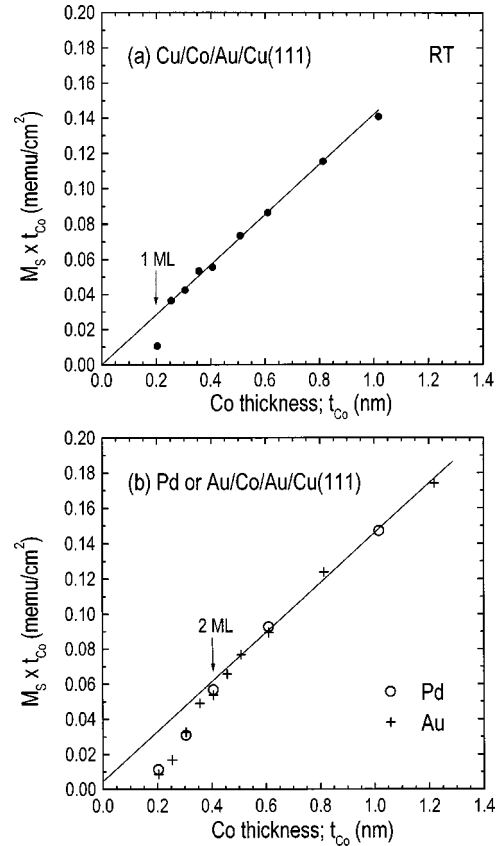 0.20
(a) Cu/Co/Au/Cu(111) RT
0.18
0.16
0.14
0.12
0.10
0.08
0.06
0.04
0.02
0.00
M_S x t_Co (memu/cm²)
1 ML
0.0 0.2 0.4 0.6 0.8 1.0 1.2 1.4
Co thickness; t_Co (nm)
0.20
(b) Pd or Au/Co/Au/Cu(111)
0.18
0.16
0.14
0.12
0.10
0.08
0.06
0.04
0.02
0.00
M_S x t_Co (memu/cm²)
2 ML
Pd
Au
0.0 0.2 0.4 0.6 0.8 1.0 1.2 1.4
Co thickness; t_Co (nm)